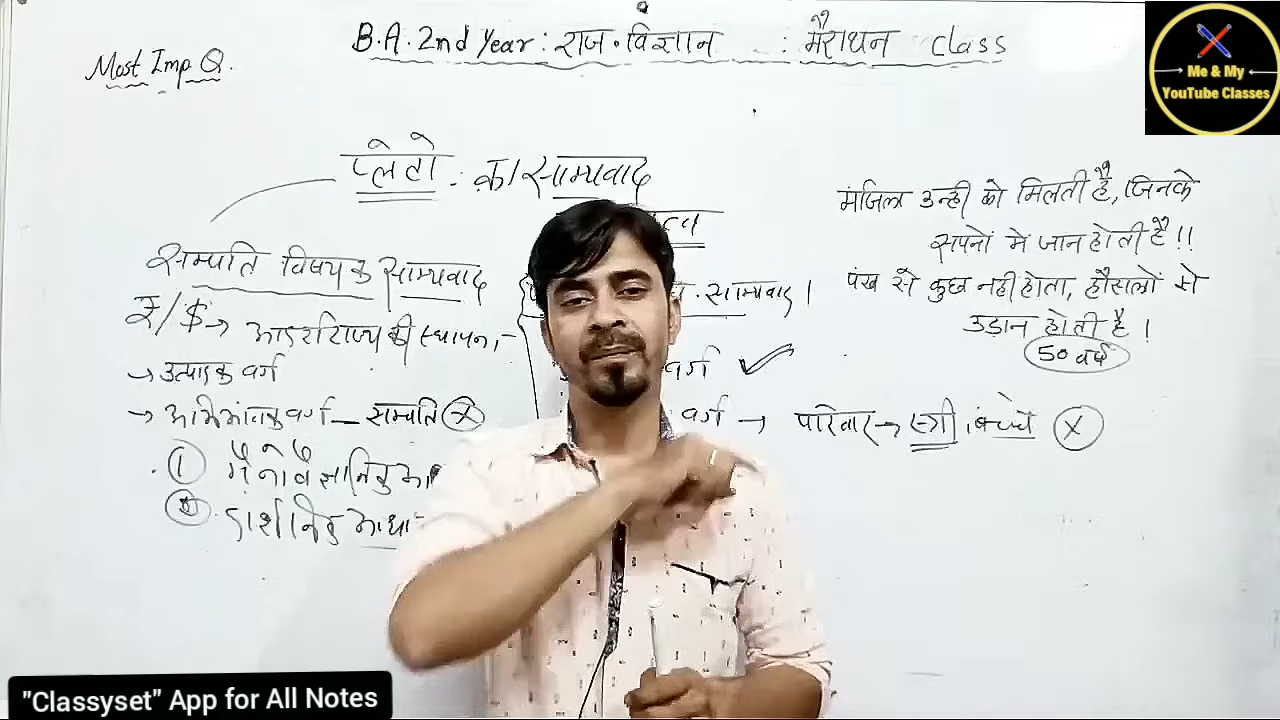 B.A. 2nd Year: राज.विज्ञान : मैराथन Class
Most Imp Q.
Me & My
YouTube Classes
प्लेटो का साम्यवाद
सम्पति विषयक साम्यवाद
साम्यवाद।
₹/$→ आदर्शराज्य की स्थापना
→ उत्पादक वर्ग
वर्ग ✓
→ अभिभावक वर्ग — सम्पति X
वर्ग → परिवार → स्त्री, बच्चे X
① मनोवैज्ञानिक
② दार्शनिक आधा
मंजिल उन्ही को मिलती है, जिनके
सपनों में जान होती है!!
पंख से कुछ नही होता, हौसलों से
उड़ान होती है।
50 वर्ष
"Classyset" App for All Notes